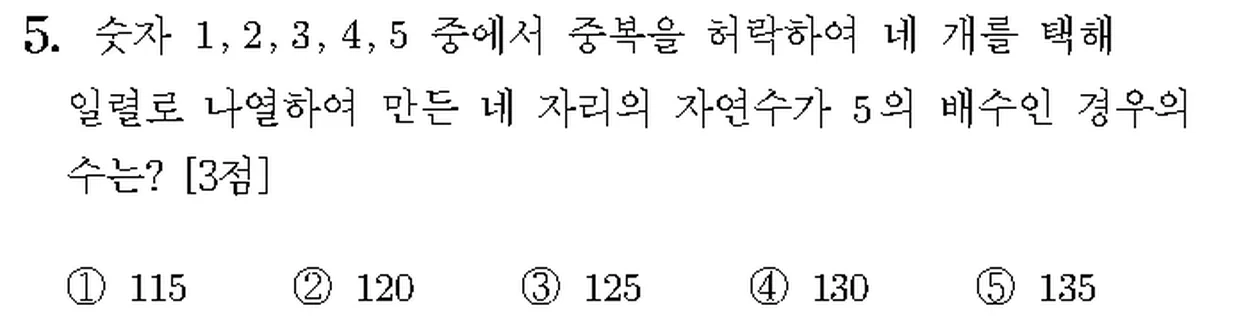 5. 숫자 1, 2, 3, 4, 5 중에서 중복을 허락하여 네 개를 택해
일렬로 나열하여 만든 네 자리의 자연수가 5의 배수인 경우의
수는? [3점]
① 115 ② 120 ③ 125 ④ 130 ⑤ 135